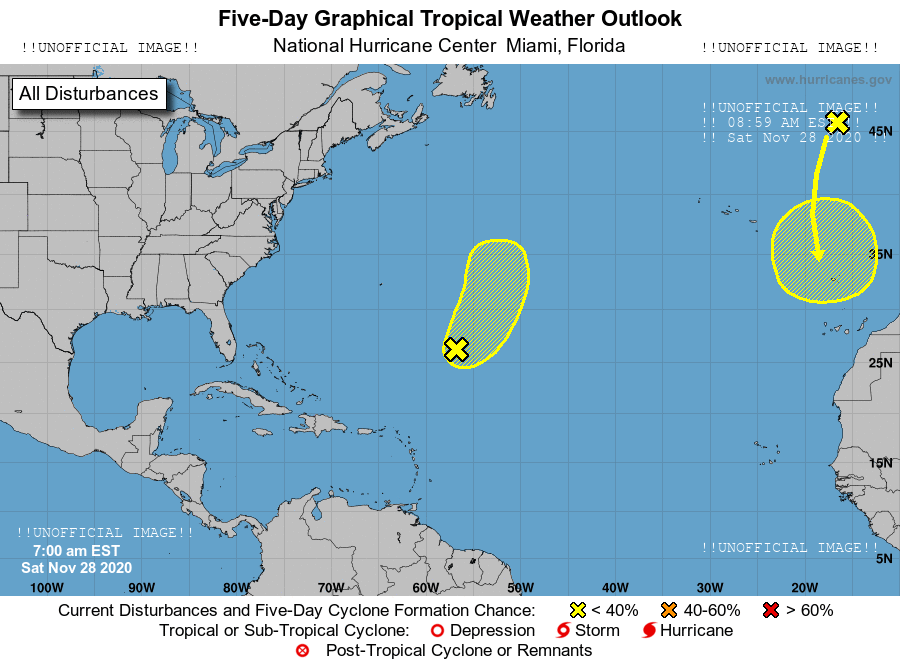 Five-Day Graphical Tropical Weather Outlook
!!UNOFFICIAL IMAGE!! National Hurricane Center Miami, Florida !!UNOFFICIAL IMAGE!!
www.hurricanes.gov
All Disturbances
!!UNOFFICIAL IMAGE!!
!! 08:59 AM EST !!
!! Sat Nov 28 2020 !!
45N
35N
25N
15N
!!UNOFFICIAL IMAGE!!
7:00 am EST
Sat Nov 28 2020
!!UNOFFICIAL IMAGE!!
5N
100W 90W 80W 70W 60W 50W 40W 30W 20W
Current Disturbances and Five-Day Cyclone Formation Chance: < 40% 40-60% > 60%
Tropical or Sub-Tropical Cyclone: Depression Storm Hurricane
Post-Tropical Cyclone or Remnants